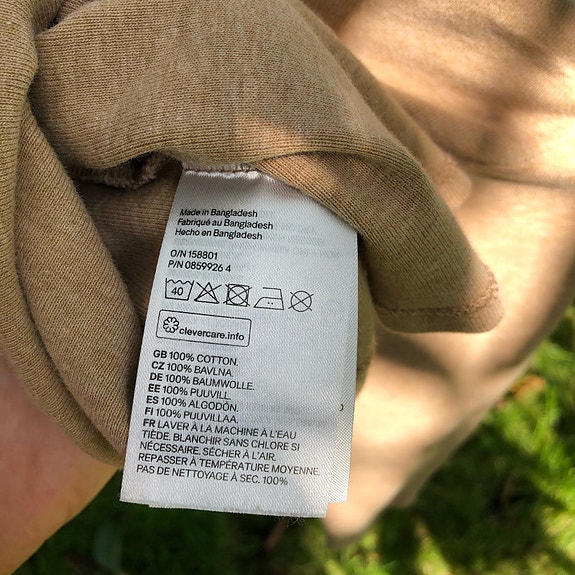 Made in Bangladesh
Fabriqué au Bangladesh
Hecho en Bangladesh
O/N 158801
P/N 0859926 4
40
clevercare.info
GB 100% COTTON.
CZ 100% BAVLNA.
DE 100% BAUMWOLLE.
EE 100% PUUVILL.
ES 100% ALGODÓN.
FI 100% PUUVILLAA.
FR LAVER À LA MACHINE À L'EAU
TIÈDE. BLANCHIR SANS CHLORE SI
NÉCESSAIRE. SÉCHER À L'AIR.
REPASSER À TEMPÉRATURE MOYENNE.
PAS DE NETTOYAGE À SEC. 100%